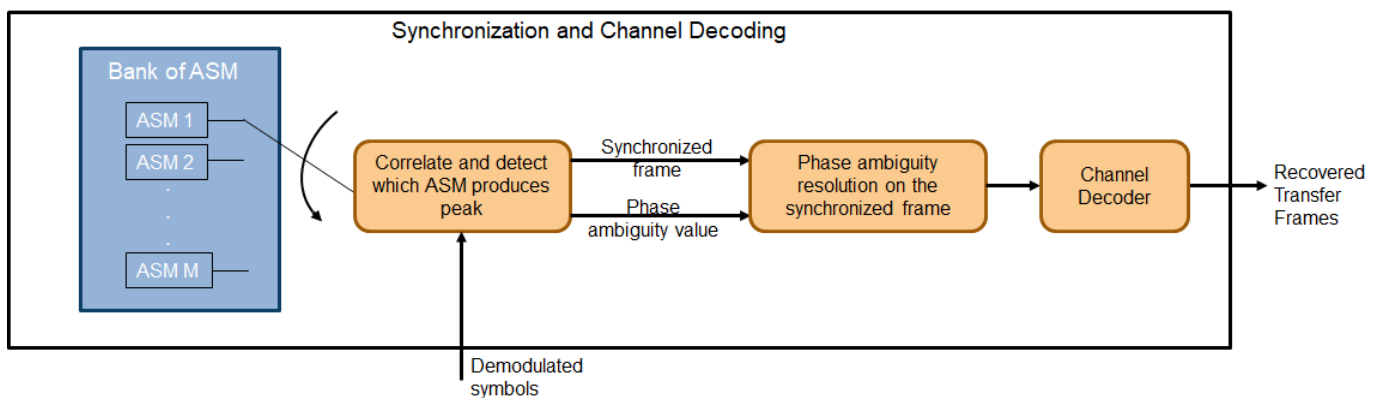 Synchronization and Channel Decoding
Bank of ASM
ASM 1
ASM 2
.
.
.
ASM M
Correlate and detect
which ASM produces
peak
Synchronized
frame
Phase
ambiguity value
Phase ambiguity
resolution on the
synchronized frame
Channel
Decoder
Recovered
Transfer
Frames
Demodulated
symbols